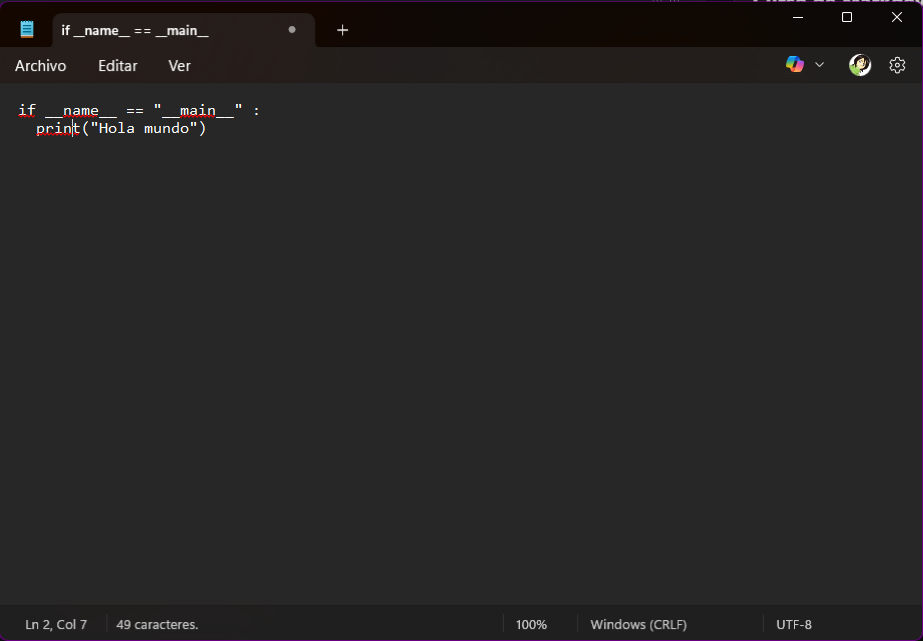 if __name__ == __main__
Archivo Editar Ver
if __name__ == "__main__" :
  print("Hola mundo")
Ln 2, Col 7 49 caracteres. 100% Windows (CRLF) UTF-8